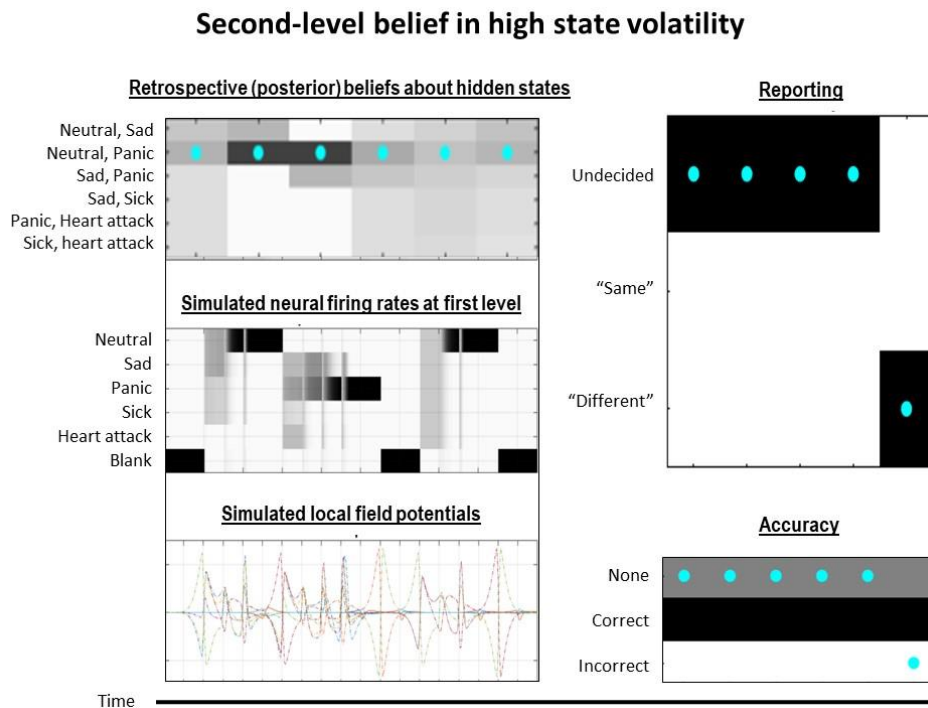 Second-level belief in high state volatility
Retrospective (posterior) beliefs about hidden states
Neutral, Sad
Neutral, Panic
Sad, Panic
Sad, Sick
Panic, Heart attack
Sick, heart attack
Simulated neural firing rates at first level
Neutral
Sad
Panic
Sick
Heart attack
Blank
Simulated local field potentials
Time
Reporting
Undecided
“Same”
“Different”
Accuracy
None
Correct
Incorrect